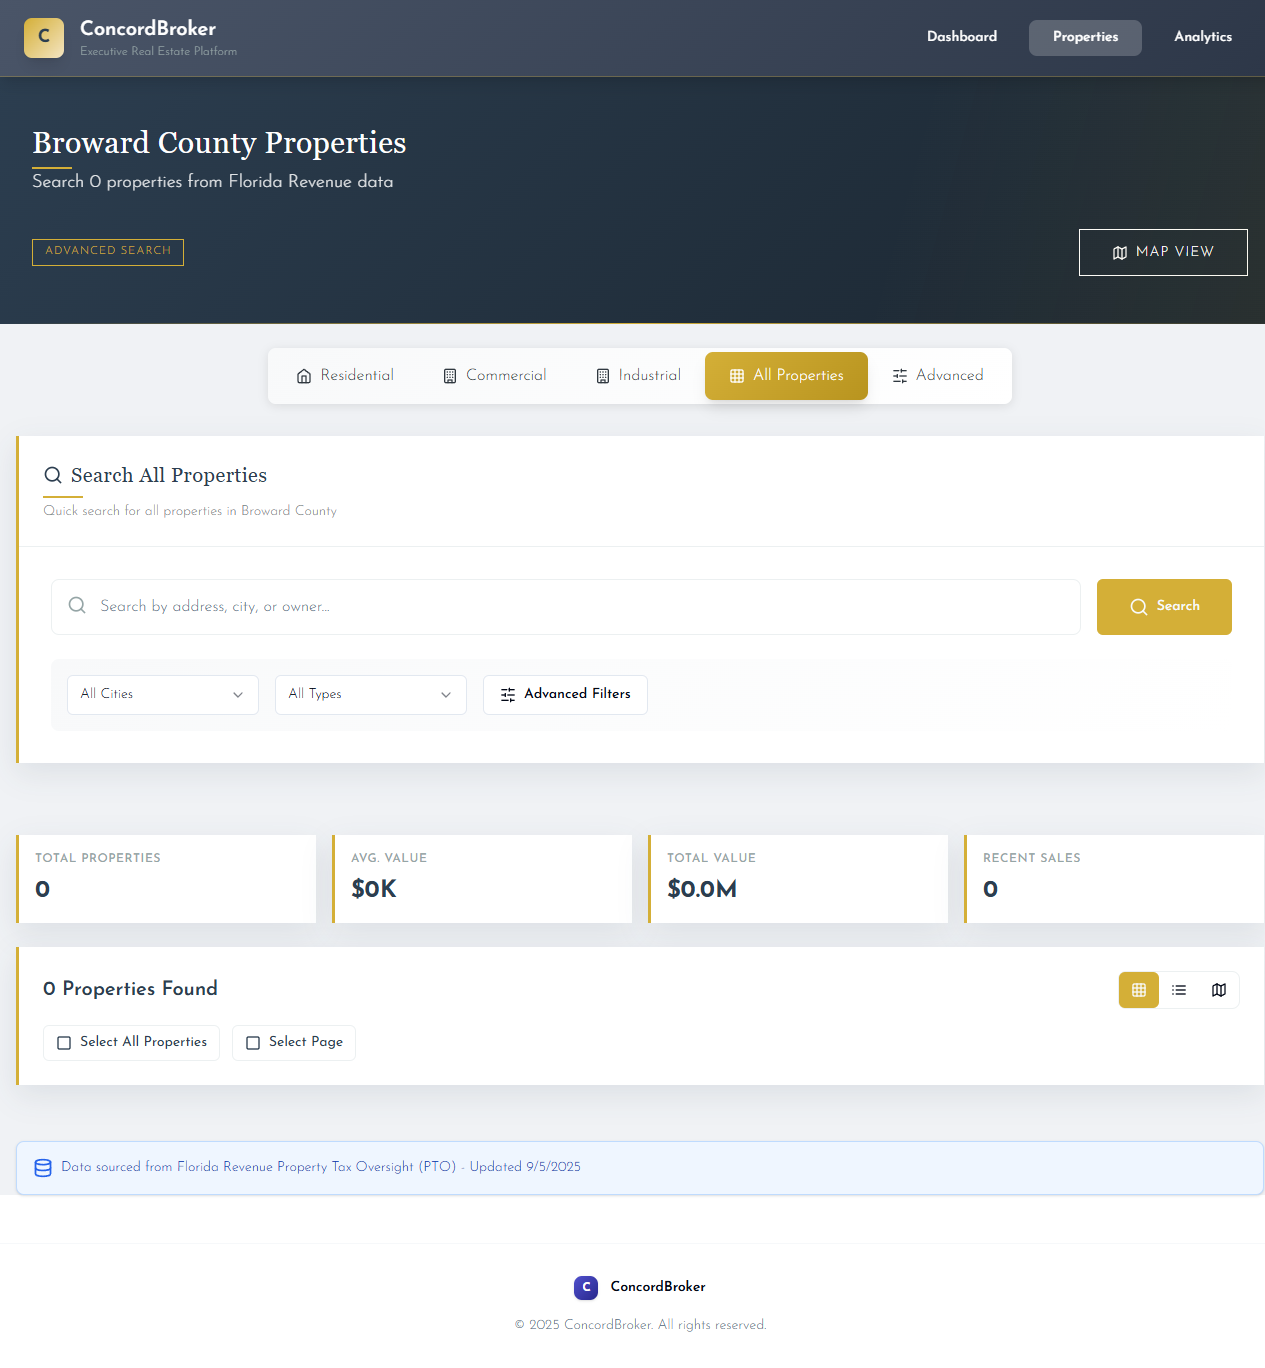 C
ConcordBroker
Executive Real Estate Platform
Dashboard
Properties
Analytics
Broward County Properties
Search 0 properties from Florida Revenue data
ADVANCED SEARCH
MAP VIEW
Residential
Commercial
Industrial
All Properties
Advanced
Search All Properties
Quick search for all properties in Broward County
Search by address, city, or owner...
Search
All Cities
All Types
Advanced Filters
TOTAL PROPERTIES
0
AVG. VALUE
$0K
TOTAL VALUE
$0.0M
RECENT SALES
0
0 Properties Found
Select All Properties
Select Page
Data sourced from Florida Revenue Property Tax Oversight (PTO) - Updated 9/5/2025
C
ConcordBroker
© 2025 ConcordBroker. All rights reserved.